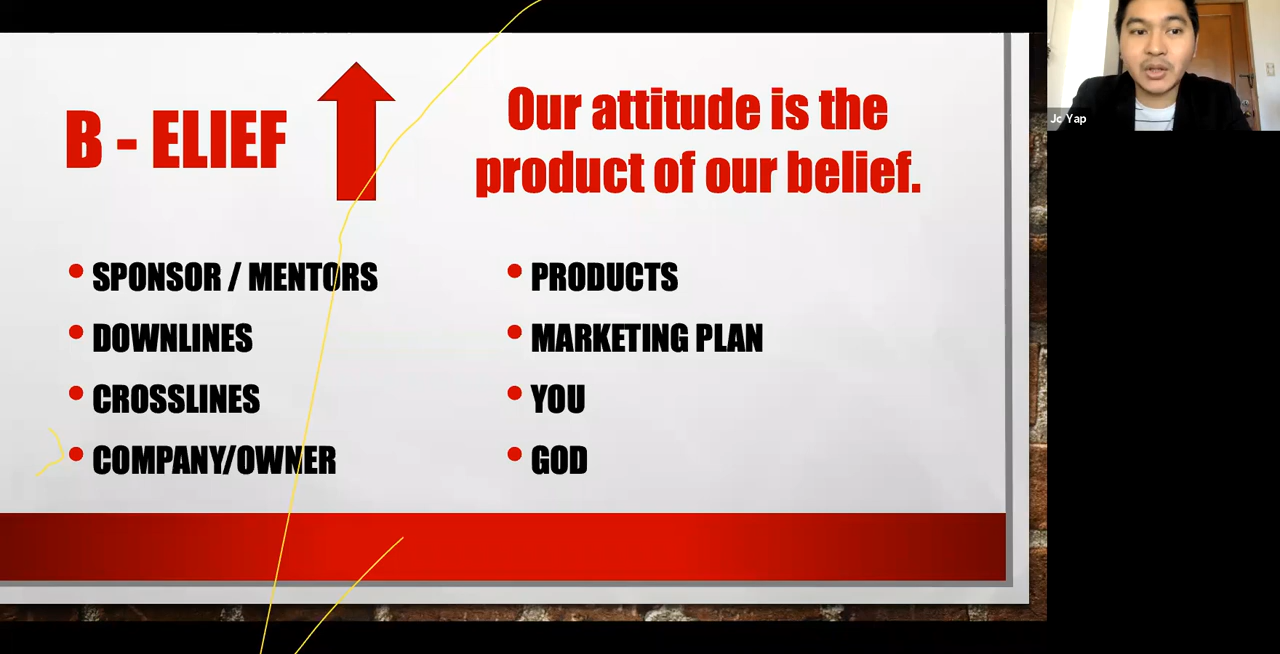 B - ELIEF
Our attitude is the
product of our belief.
• SPONSOR / MENTORS
• DOWNLINES
• CROSSLINES
• COMPANY/OWNER
• PRODUCTS
• MARKETING PLAN
• YOU
• GOD
Jc Yap